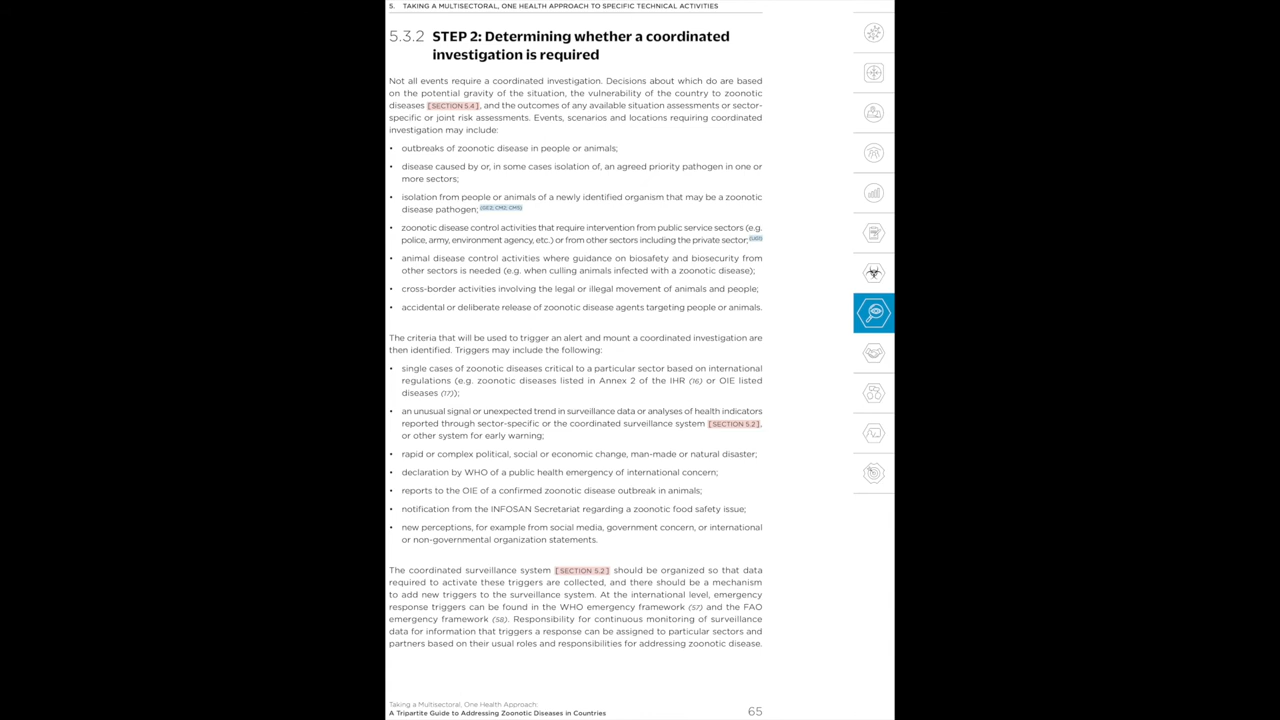 5. TAKING A MULTISECTORAL, ONE HEALTH APPROACH TO SPECIFIC TECHNICAL ACTIVITIES
5.3.2 STEP 2: Determining whether a coordinated
investigation is required
Not all events require a coordinated investigation. Decisions about which do are based
on the potential gravity of the situation, the vulnerability of the country to zoonotic
diseases [SECTION 5.4], and the outcomes of any available situation assessments or sector-
specific or joint risk assessments. Events, scenarios and locations requiring coordinated
investigation may include:
• outbreaks of zoonotic disease in people or animals;
• disease caused by or, in some cases isolation of, an agreed priority pathogen in one or
more sectors;
• isolation from people or animals of a newly identified organism that may be a zoonotic
disease pathogen;
• zoonotic disease control activities that require intervention from public service sectors (e.g.
police, army, environment agency, etc.) or from other sectors including the private sector;
• animal disease control activities where guidance on biosafety and biosecurity from
other sectors is needed (e.g. when culling animals infected with a zoonotic disease);
• cross-border activities involving the legal or illegal movement of animals and people;
• accidental or deliberate release of zoonotic disease agents targeting people or animals.
The criteria that will be used to trigger an alert and mount a coordinated investigation are
then identified. Triggers may include the following:
• single cases of zoonotic diseases critical to a particular sector based on international
regulations (e.g. zoonotic diseases listed in Annex 2 of the IHR (16) or OIE listed
diseases (17));
• an unusual signal or unexpected trend in surveillance data or analyses of health indicators
reported through sector-specific or the coordinated surveillance system [SECTION 5.2],
or other system for early warning;
• rapid or complex political, social or economic change, man-made or natural disaster;
• declaration by WHO of a public health emergency of international concern;
• reports to the OIE of a confirmed zoonotic disease outbreak in animals;
• notification from the INFOSAN Secretariat regarding a zoonotic food safety issue;
• new perceptions, for example from social media, government concern, or international
or non-governmental organization statements.
The coordinated surveillance system [SECTION 5.2] should be organized so that data
required to activate these triggers are collected, and there should be a mechanism
to add new triggers to the surveillance system. At the international level, emergency
response triggers can be found in the WHO emergency framework (57) and the FAO
emergency framework (58). Responsibility for continuous monitoring of surveillance
data for information that triggers a response can be assigned to particular sectors and
partners based on their usual roles and responsibilities for addressing zoonotic disease.
Taking a Multisectoral, One Health Approach:
A Tripartite Guide to Addressing Zoonotic Diseases in Countries
65